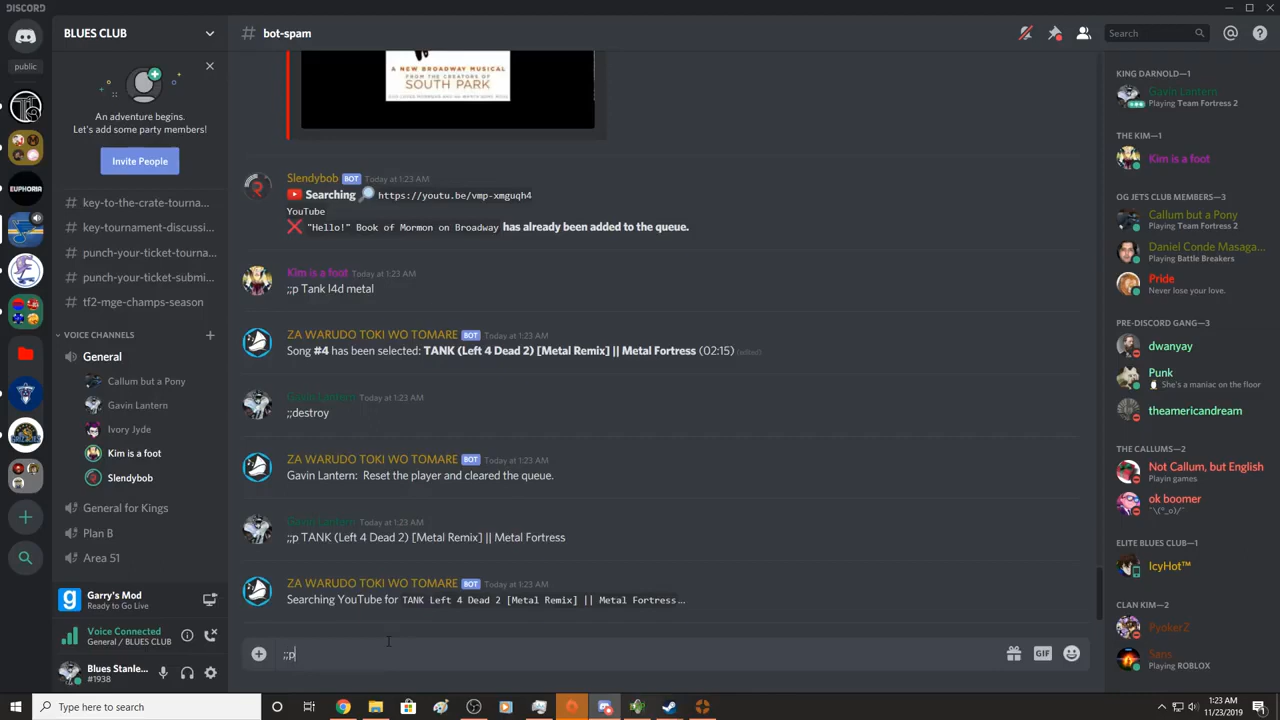 DISCORD
BLUES CLUB
# bot-spam
Search
public
An adventure begins.
Let's add some party members!
Invite People
EUPHORIA
# key-to-the-crate-tourna...
# key-tournament-discussi...
# punch-your-ticket-tourna...
# punch-your-ticket-submi...
# tf2-mge-champs-season
VOICE CHANNELS
General
Callum but a Pony
Gavin Lantern
Ivory Jyde
Kim is a foot
Slendybob
General for Kings
Plan B
Area 51
Garry's Mod
Ready to Go Live
Voice Connected
General / BLUES CLUB
Blues Stanle...
#1938
A NEW BROADWAY MUSICAL
FROM THE CREATORS OF
SOUTH PARK
Slendybob BOT Today at 1:23 AM
Searching https://youtu.be/vmp-xmguqh4
YouTube
"Hello!" Book of Mormon on Broadway has already been added to the queue.
Kim is a foot Today at 1:23 AM
;;p Tank l4d metal
ZA WARUDO TOKI WO TOMARE BOT Today at 1:23 AM
Song #4 has been selected: TANK (Left 4 Dead 2) [Metal Remix] || Metal Fortress (02:15) (edited)
Gavin Lantern Today at 1:23 AM
;;destroy
ZA WARUDO TOKI WO TOMARE BOT Today at 1:23 AM
Gavin Lantern: Reset the player and cleared the queue.
Gavin Lantern Today at 1:23 AM
;;p TANK (Left 4 Dead 2) [Metal Remix] || Metal Fortress
ZA WARUDO TOKI WO TOMARE BOT Today at 1:23 AM
Searching YouTube for TANK Left 4 Dead 2 [Metal Remix] || Metal Fortress...
;;p
GIF
KING DARNOLD—1
Gavin Lantern
Playing Team Fortress 2
THE KIM—1
Kim is a foot
OG JETS CLUB MEMBERS—3
Callum but a Pony
Playing Team Fortress 2
Daniel Conde Masaga...
Playing Battle Breakers
Pride
Never lose your love.
PRE-DISCORD GANG—3
dwanyay
Punk
She's a maniac on the floor
theamericandream
THE CALLUMS—2
Not Callum, but English
Playin games
ok boomer
¯\(°_o)/¯
ELITE BLUES CLUB—1
IcyHot™
CLAN KIM—2
PyokerZ
Sans
Playing ROBLOX
Type here to search
1:23 AM
11/23/2019